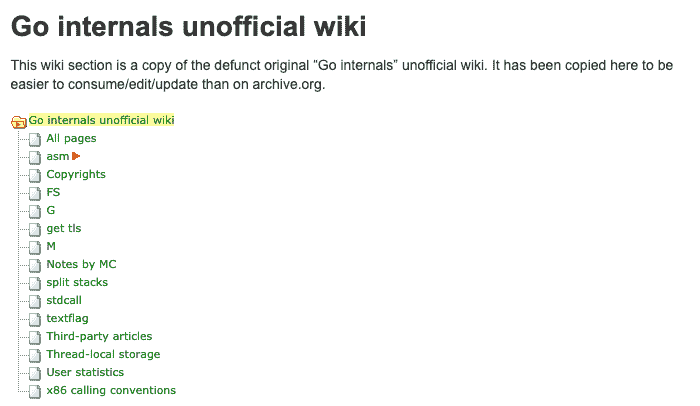 Go internals unofficial wiki
This wiki section is a copy of the defunct original "Go internals" unofficial wiki. It has been copied here to be
easier to consume/edit/update than on archive.org.
Go internals unofficial wiki
All pages
asm
Copyrights
FS
G
get tls
M
Notes by MC
split stacks
stdcall
textflag
Third-party articles
Thread-local storage
User statistics
x86 calling conventions